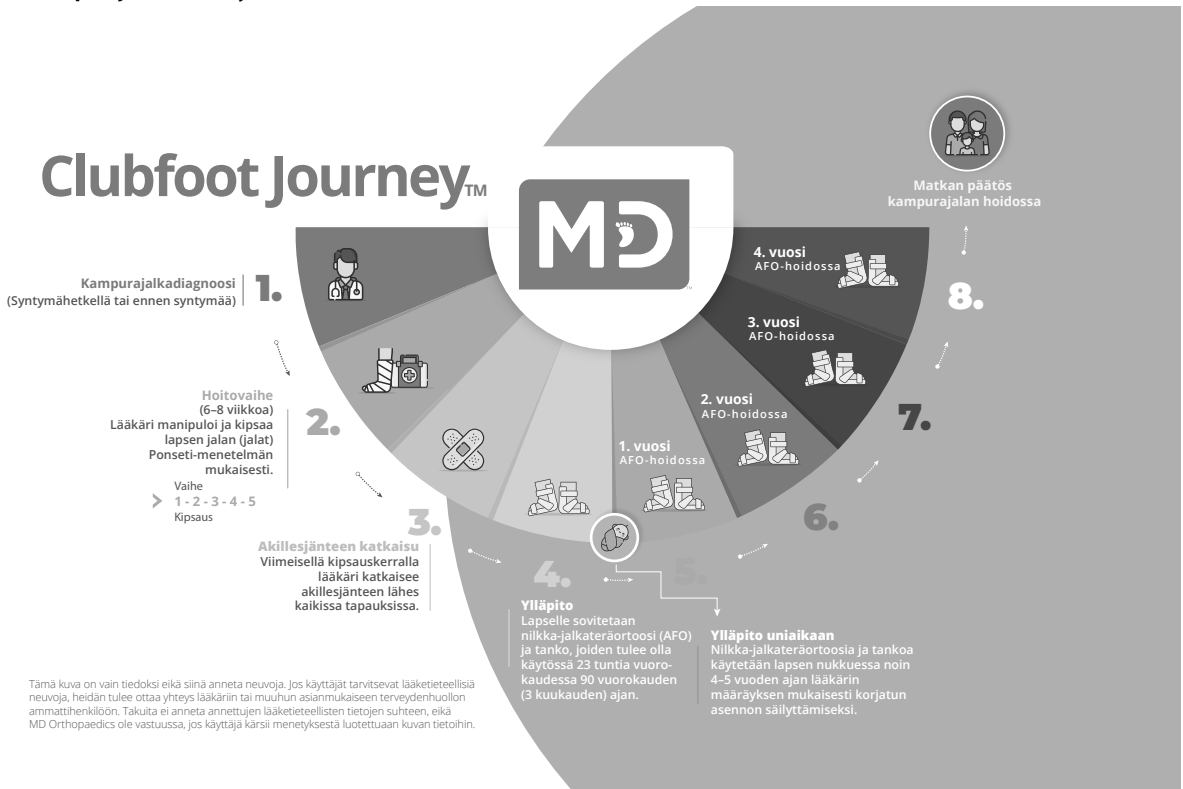 Clubfoot Journey™
MD
™
Kampurajalkadiagnoosi
(Syntymähetkellä tai ennen syntymää)
1.
Hoitovaihe
(6–8 viikkoa)
Lääkäri manipuloi ja kipsaa
lapsen jalan (jalat)
Ponseti-menetelmän
mukaisesti.
Vaihe
1 - 2 - 3 - 4 - 5
Kipsaus
2.
3.
Akillesjänteen katkaisu
Viimeisellä kipsauskerralla
lääkäri katkaisee
akillesjänteen lähes
kaikissa tapauksissa.
4.
Ylläpito
Lapselle sovitetaan
nilkka-jalkateräortoosi (AFO)
ja tanko, joiden tulee olla
käytössä 23 tuntia vuoro-
kaudessa 90 vuorokauden
(3 kuukauden) ajan.
5.
Ylläpito uniaikaan
Nilkka-jalkateräortoosia ja tankoa
käytetään lapsen nukkuessa noin
4–5 vuoden ajan lääkärin
määräyksen mukaisesti korjatun
asennon säilyttämiseksi.
1. vuosi
AFO-hoidossa
6.
2. vuosi
AFO-hoidossa
7.
3. vuosi
AFO-hoidossa
8.
4. vuosi
AFO-hoidossa
Matkan päätös
kampurajalan hoidossa
Tämä kuva on vain tiedoksi eikä siinä anneta neuvoja. Jos käyttäjät tarvitsevat lääketieteellisiä
neuvoja, heidän tulee ottaa yhteys lääkäriin tai muuhun asianmukaiseen terveydenhuollon
ammattihenkilöön. Takuita ei anneta annettujen lääketieteellisten tietojen suhteen, eikä
MD Orthopaedics ole vastuussa, jos käyttäjä kärsii menetyksestä luotettuaan kuvan tietoihin.